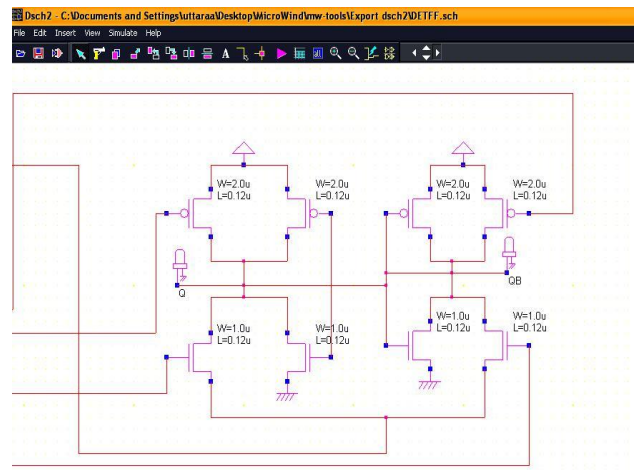 Dsch2 - C:\Documents and Settings\uttaraa\Desktop\MicroWind\mw-tools\Export dsch2\DETFF.sch
File Edit Insert View Simulate Help
W=2.0u W=2.0u W=2.0u W=2.0u
L=0.12u L=0.12u L=0.12u L=0.12u
Q QB
W=1.0u W=1.0u W=1.0u W=1.0u
L=0.12u L=0.12u L=0.12u L=0.12u